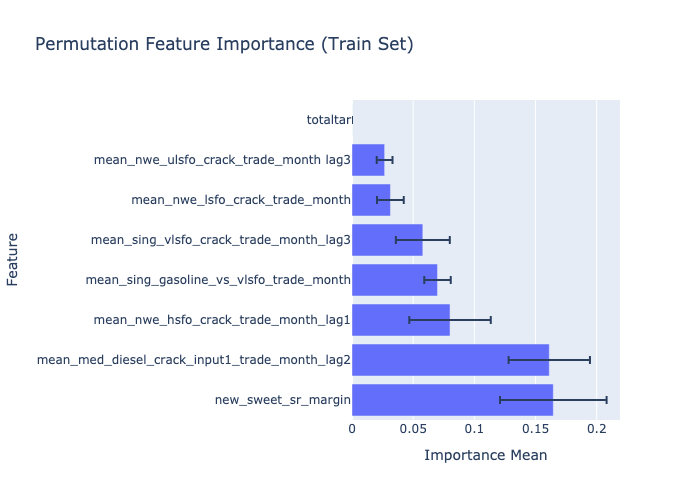 Permutation Feature Importance (Train Set)
Feature
totaltar
mean_nwe_ulsfo_crack_trade_month lag3
mean_nwe_lsfo_crack_trade_month
mean_sing_vlsfo_crack_trade_month_lag3
mean_sing_gasoline_vs_vlsfo_trade_month
mean_nwe_hsfo_crack_trade_month_lag1
mean_med_diesel_crack_input1_trade_month_lag2
new_sweet_sr_margin
0 0.05 0.1 0.15 0.2
Importance Mean